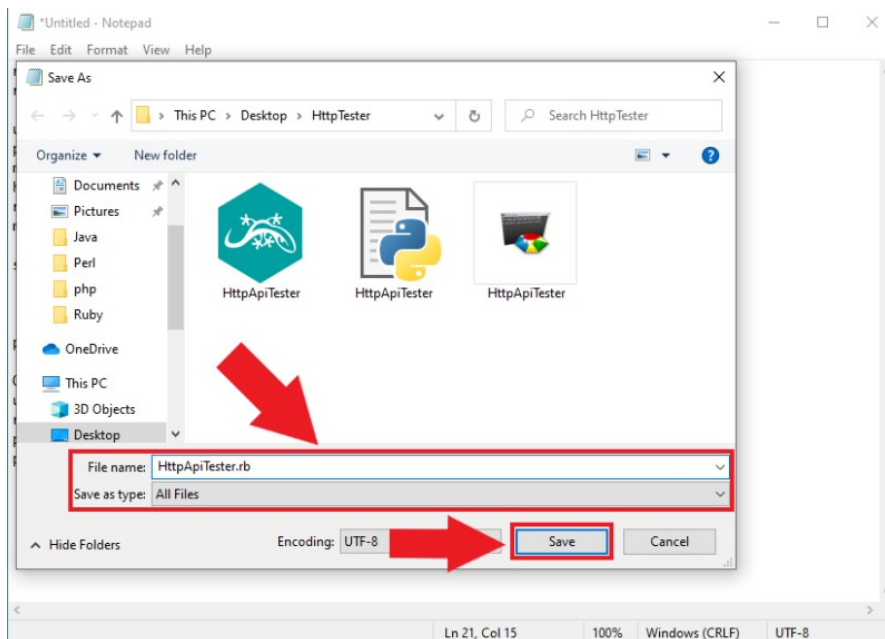 *Untitled - Notepad
File Edit Format View Help
Save As
This PC > Desktop > HttpTester
Search HttpTester
Organize
New folder
Documents
Pictures
Java
Perl
php
Ruby
OneDrive
This PC
3D Objects
Desktop
HttpApiTester
HttpApiTester
HttpApiTester
File name: HttpApiTester.rb
Save as type: All Files
Hide Folders
Encoding: UTF-8
Save
Cancel
Ln 21, Col 15
100%
Windows (CRLF)
UTF-8